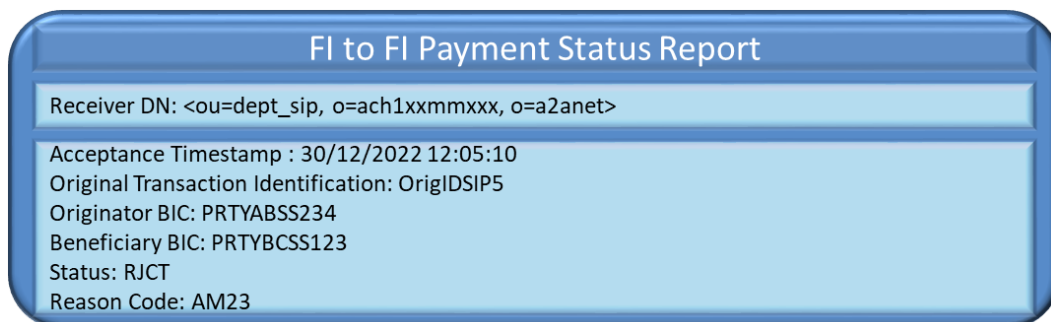 FI to FI Payment Status Report
Receiver DN: <ou=dept_sip, o=ach1xxmmxxx, o=a2anet>
Acceptance Timestamp : 30/12/2022 12:05:10
Original Transaction Identification: OrigIDSIP5
Originator BIC: PRTYABSS234
Beneficiary BIC: PRTYBCSS123
Status: RJCT
Reason Code: AM23